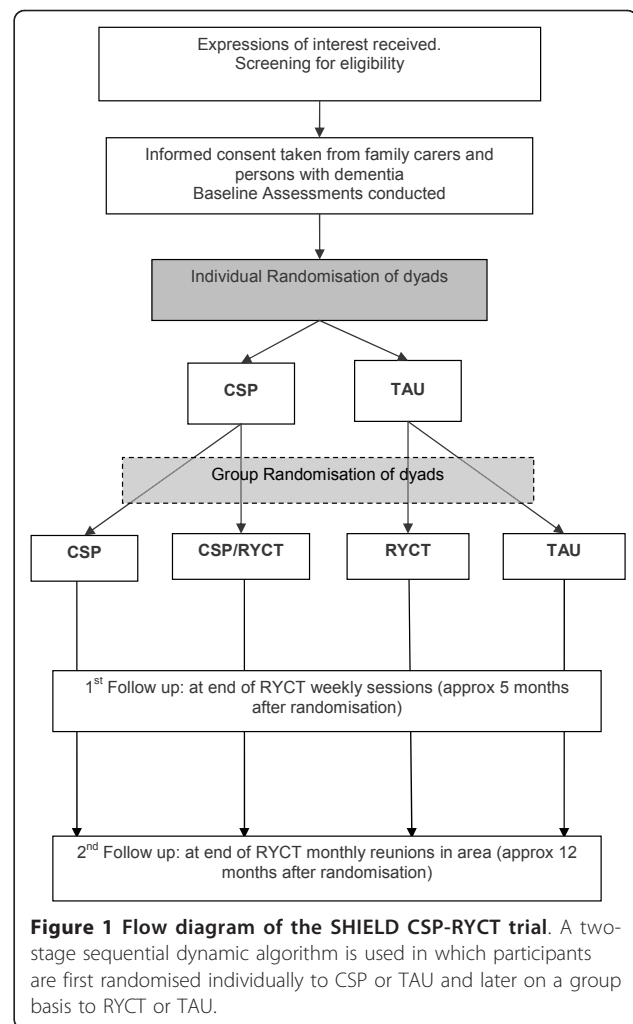 Expressions of interest received.
Screening for eligibility
Informed consent taken from family carers and
persons with dementia
Baseline Assessments conducted
Individual Randomisation of dyads
CSP
TAU
Group Randomisation of dyads
CSP
CSP/RYCT
RYCT
TAU
1st Follow up: at end of RYCT weekly sessions (approx 5 months
after randomisation)
2nd Follow up: at end of RYCT monthly reunions in area (approx 12
months after randomisation)
Figure 1 Flow diagram of the SHIELD CSP-RYCT trial. A two-
stage sequential dynamic algorithm is used in which participants
are first randomised individually to CSP or TAU and later on a group
basis to RYCT or TAU.